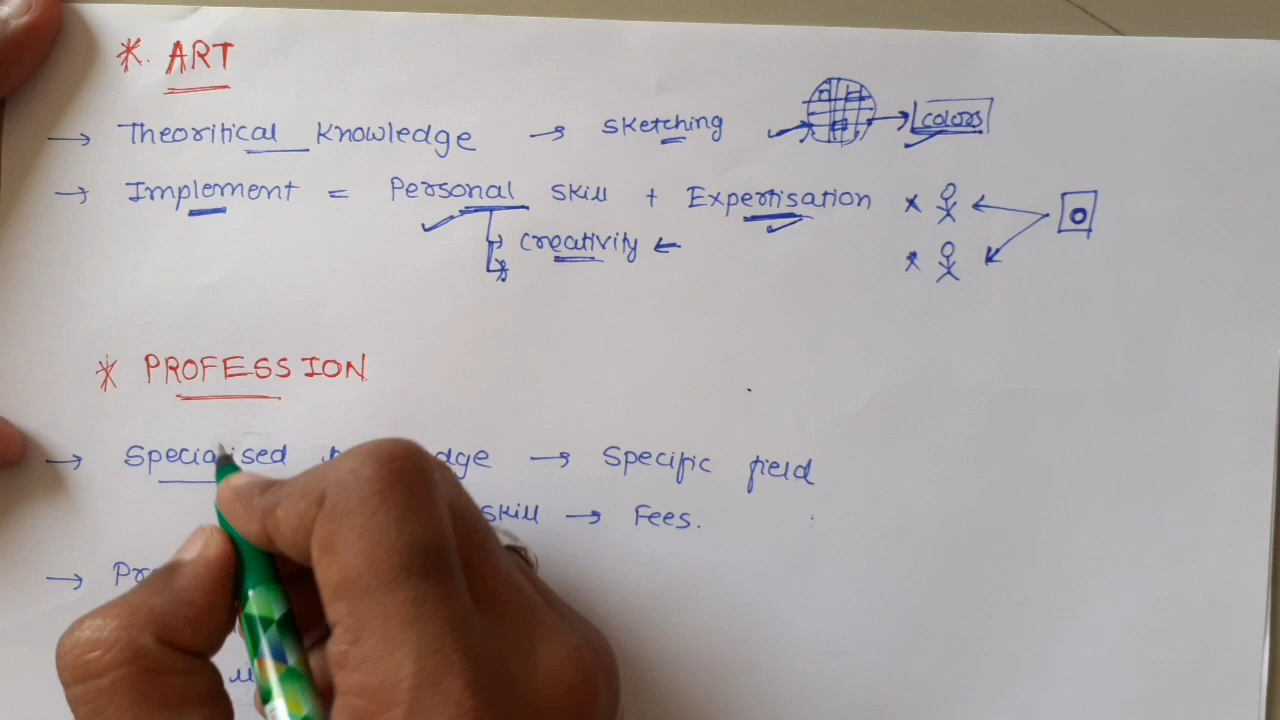 * ART
→ Theoritical Knowledge → Sketching → colors
→ Implement = Personal Skill + Expertisation
→ Creativity ←
* PROFESSION
→ Specialised → Specific field
Skill → Fees.
→